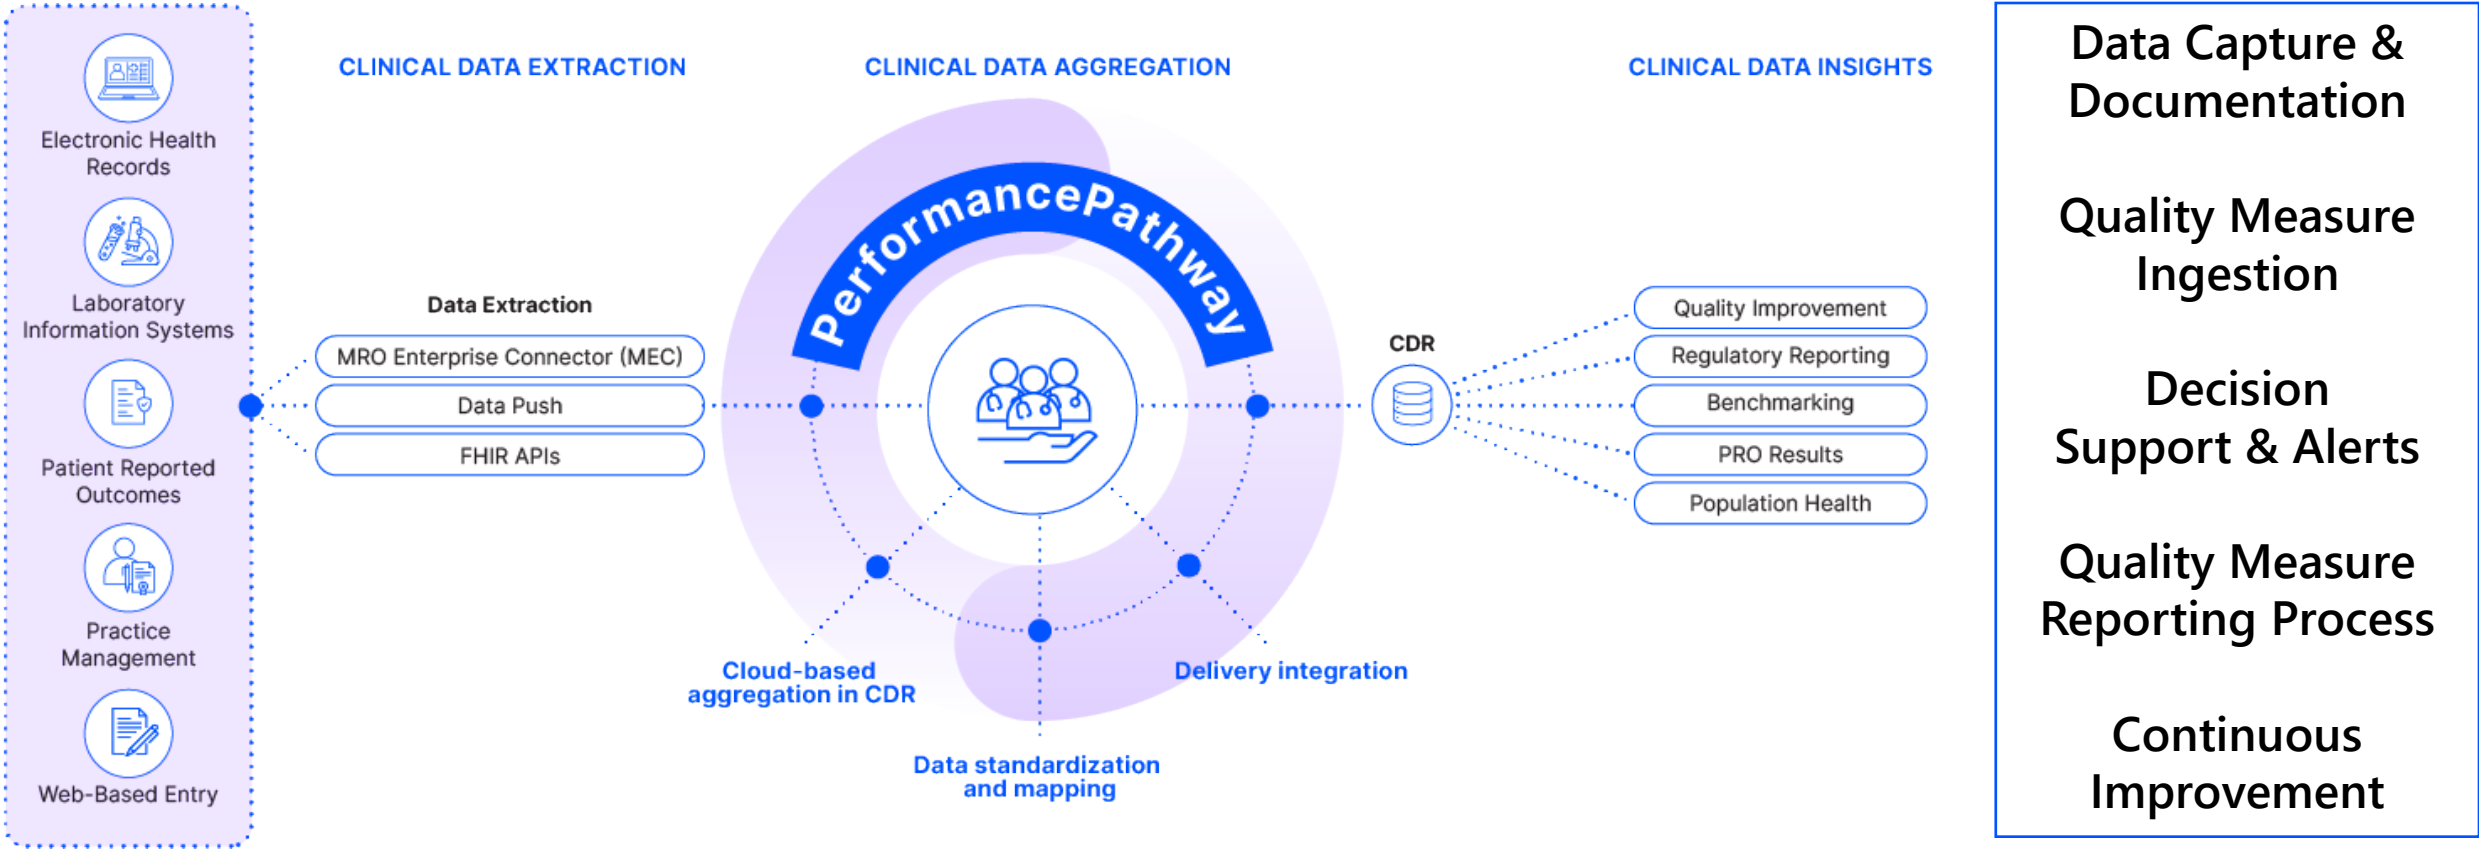 Electronic Health
Records
Laboratory
Information Systems
Patient Reported
Outcomes
Practice
Management
Web-Based Entry
CLINICAL DATA EXTRACTION
Data Extraction
MRO Enterprise Connector (MEC)
Data Push
FHIR APIs
CLINICAL DATA AGGREGATION
PerformancePathway
Cloud-based
aggregation in CDR
Data standardization
and mapping
Delivery integration
CLINICAL DATA INSIGHTS
CDR
Quality Improvement
Regulatory Reporting
Benchmarking
PRO Results
Population Health
Data Capture &
Documentation
Quality Measure
Ingestion
Decision
Support & Alerts
Quality Measure
Reporting Process
Continuous
Improvement